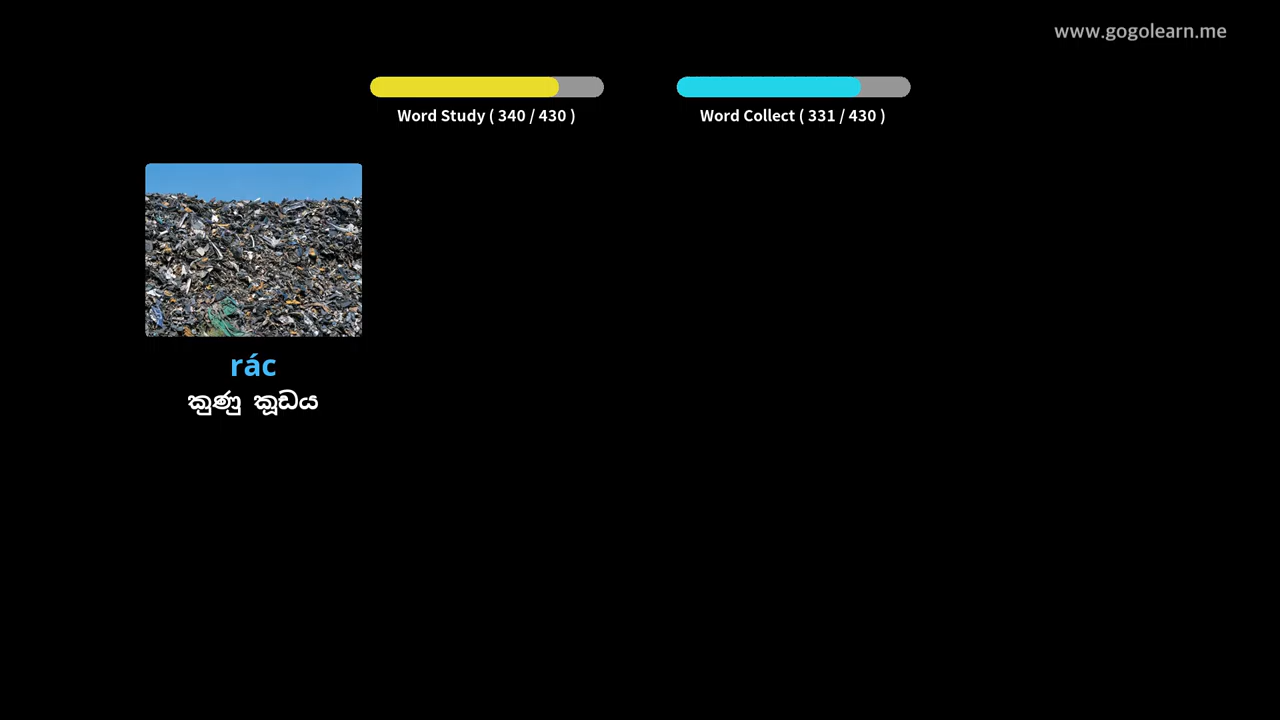 www.gogolearn.me
Word Study ( 340 / 430 )
Word Collect ( 331 / 430 )
rác
කුණු කූඩය